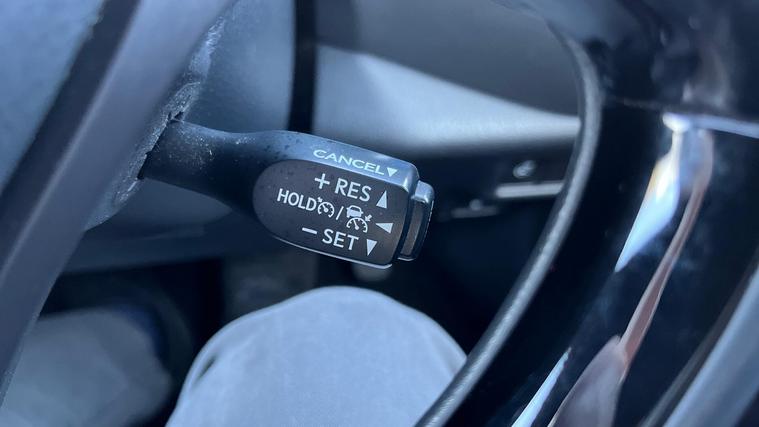 CANCEL
+ RES
HOLD /
− SET